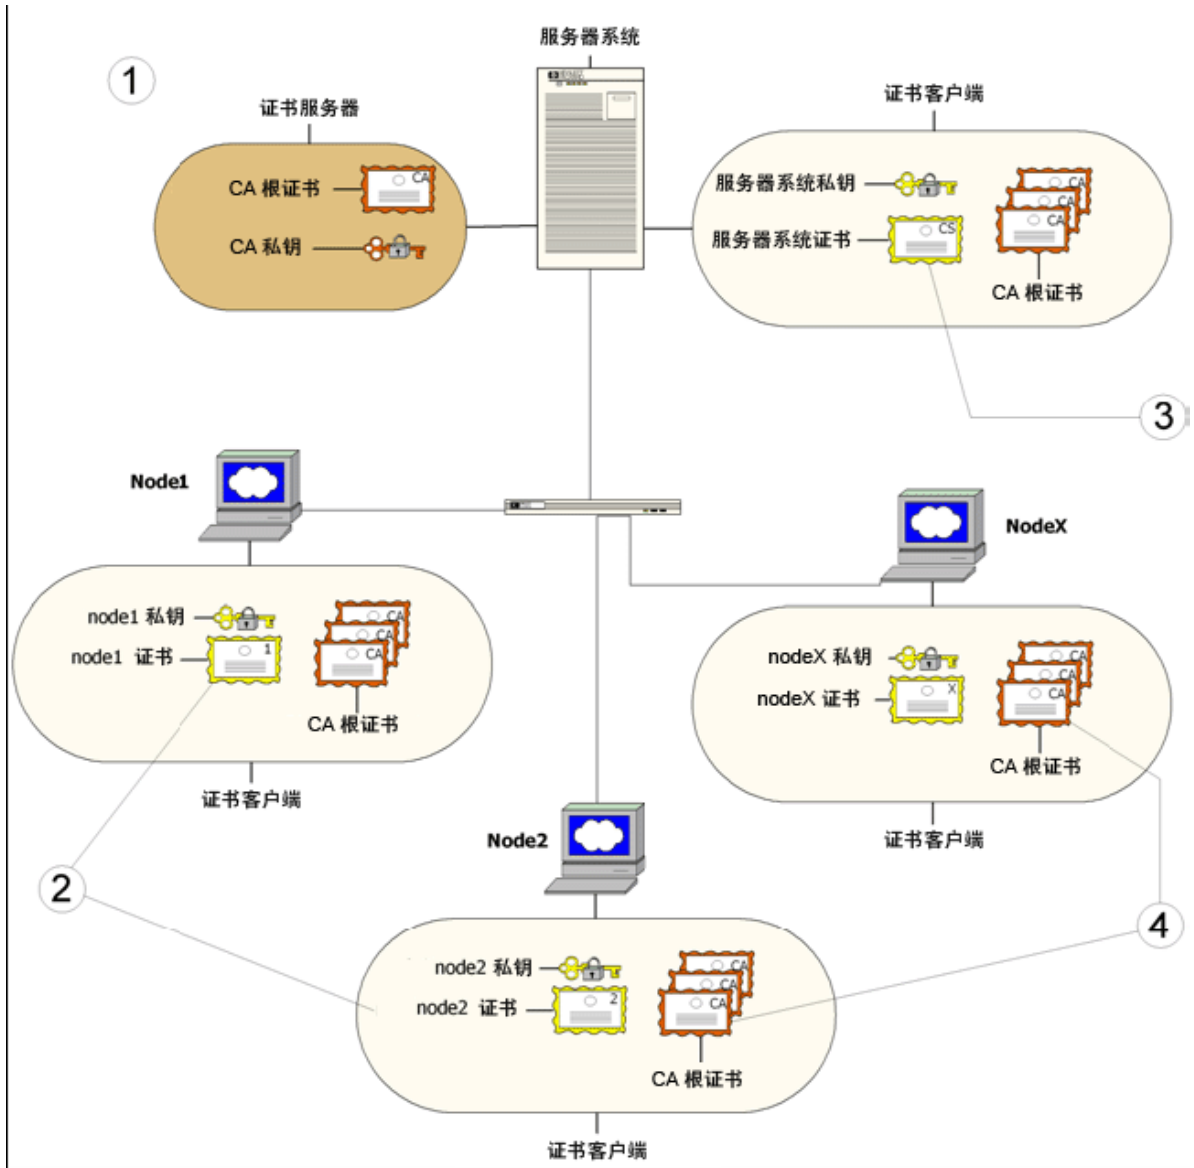 服务器系统
1
证书服务器
CA 根证书
CA
CA 私钥
证书客户端
服务器系统私钥
服务器系统证书
CS
CA
CA
CA
CA 根证书
3
Node1
node1 私钥
node1 证书
1
CA
CA
CA
CA 根证书
证书客户端
NodeX
nodeX 私钥
nodeX 证书
X
CA
CA
CA
CA 根证书
证书客户端
2
Node2
node2 私钥
node2 证书
2
CA
CA
CA
CA 根证书
证书客户端
4